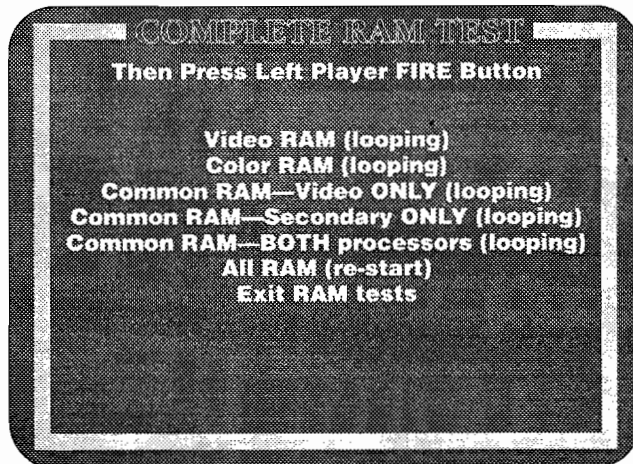 COMPLETE RAM TEST
Then Press Left Player FIRE Button
Video RAM (looping)
Color RAM (looping)
Common RAM—Video ONLY (looping)
Common RAM—Secondary ONLY (looping)
Common RAM—BOTH processors (looping)
All RAM (re-start)
Exit RAM tests